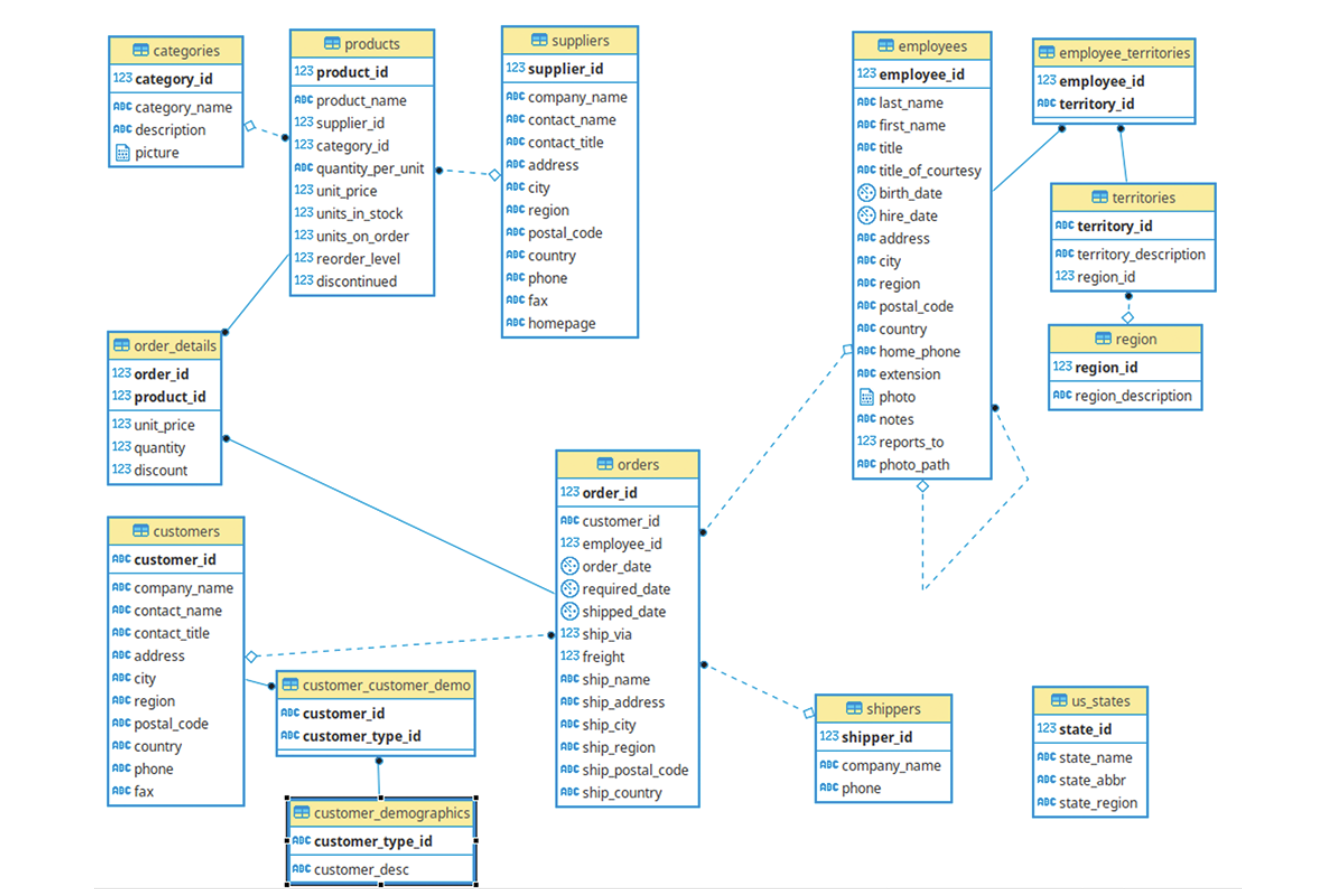 categories
123 category_id
ABC category_name
ABC description
picture
products
123 product_id
ABC product_name
123 supplier_id
123 category_id
ABC quantity_per_unit
123 unit_price
123 units_in_stock
123 units_on_order
123 reorder_level
123 discontinued
suppliers
123 supplier_id
ABC company_name
ABC contact_name
ABC contact_title
ABC address
ABC city
ABC region
ABC postal_code
ABC country
ABC phone
ABC fax
ABC homepage
employees
123 employee_id
ABC last_name
ABC first_name
ABC title
ABC title_of_courtesy
birth_date
hire_date
ABC address
ABC city
ABC region
ABC postal_code
ABC country
ABC home_phone
ABC extension
photo
ABC notes
123 reports_to
ABC photo_path
employee_territories
123 employee_id
ABC territory_id
territories
ABC territory_id
ABC territory_description
123 region_id
region
123 region_id
ABC region_description
order_details
123 order_id
123 product_id
123 unit_price
123 quantity
123 discount
orders
123 order_id
ABC customer_id
123 employee_id
order_date
required_date
shipped_date
123 ship_via
123 freight
ABC ship_name
ABC ship_address
ABC ship_city
ABC ship_region
ABC ship_postal_code
ABC ship_country
customers
ABC customer_id
ABC company_name
ABC contact_name
ABC contact_title
ABC address
ABC city
ABC region
ABC postal_code
ABC country
ABC phone
ABC fax
customer_customer_demo
ABC customer_id
ABC customer_type_id
customer_demographics
ABC customer_type_id
ABC customer_desc
shippers
123 shipper_id
ABC company_name
ABC phone
us_states
123 state_id
ABC state_name
ABC state_abbr
ABC state_region